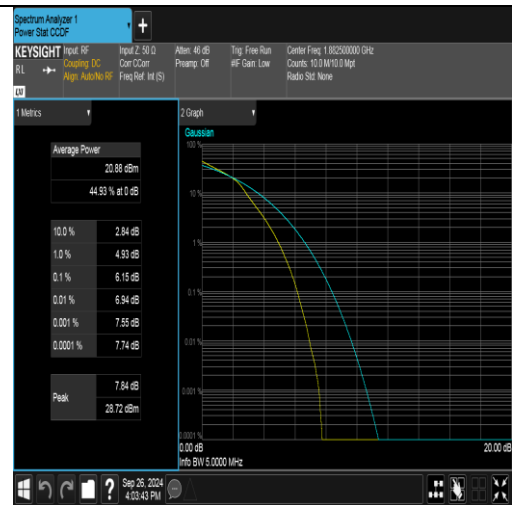 Spectrum Analyzer 1
Power Stat CCDF
+
KEYSIGHT Input: RF Input Z: 50 Ω Atten: 46 dB Trig: Free Run Center Freq: 1.882500000 GHz
RL Coupling: DC Corr CCorr Preamp: Off #IF Gain: Low Counts: 10.0 M/10.0 Mpt
Align: Auto/No RF Freq Ref: Int (S) Radio Std: None
LXI
1 Metrics
2 Graph
Average Power
20.88 dBm
44.93 % at 0 dB
10.0 % 2.84 dB
1.0 % 4.93 dB
0.1 % 6.15 dB
0.01 % 6.94 dB
0.001 % 7.55 dB
0.0001 % 7.74 dB
Peak 7.84 dB
28.72 dBm
Gaussian
100 %
10 %
1 %
0.1 %
0.01 %
0.001 %
0.0001 %
0.00 dB 20.00 dB
Info BW 5.0000 MHz
? Sep 26, 2024
4:03:43 PM